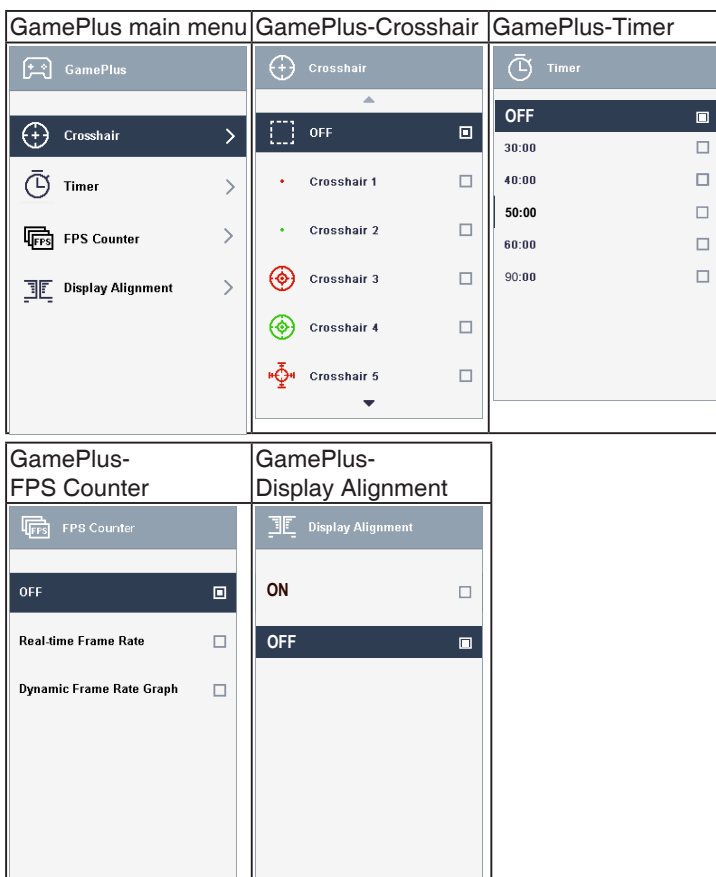 GamePlus main menu
GamePlus
Crosshair
Timer
FPS
FPS Counter
Display Alignment
GamePlus-Crosshair
Crosshair
OFF
Crosshair 1
Crosshair 2
Crosshair 3
Crosshair 4
Crosshair 5
GamePlus-Timer
Timer
OFF
30:00
40:00
50:00
60:00
90:00
GamePlus-
FPS Counter
FPS
FPS Counter
OFF
Real-time Frame Rate
Dynamic Frame Rate Graph
GamePlus-
Display Alignment
Display Alignment
ON
OFF